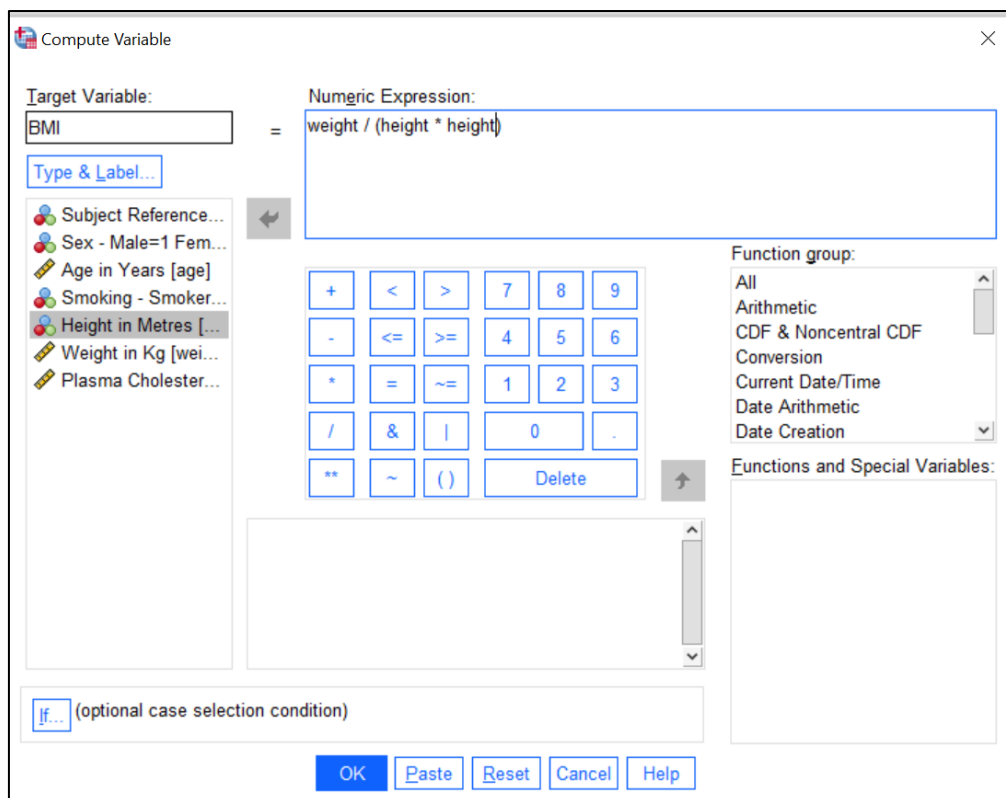 Compute Variable
Target Variable:
Numeric Expression:
BMI
=
weight / (height * height)
Type & Label...
Subject Reference...
Sex - Male=1 Fem...
Age in Years [age]
Smoking - Smoker...
Height in Metres [...
Weight in Kg [wei...
Plasma Cholester...
+ < > 7 8 9
- <= >= 4 5 6
* = ~= 1 2 3
/ & | 0 .
** ~ ( ) Delete
Function group:
All
Arithmetic
CDF & Noncentral CDF
Conversion
Current Date/Time
Date Arithmetic
Date Creation
Functions and Special Variables:
If... (optional case selection condition)
OK Paste Reset Cancel Help